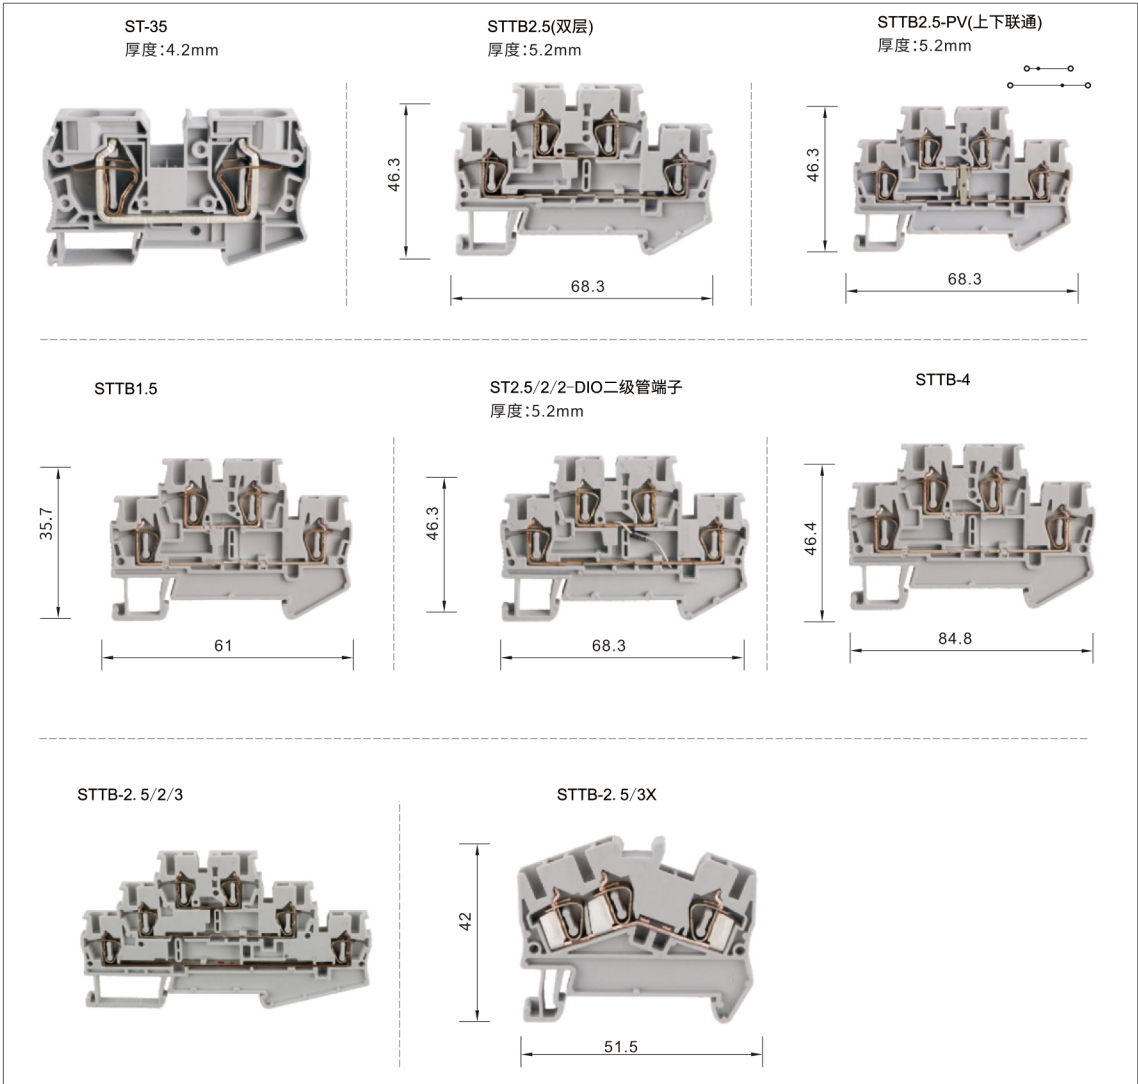 ST-35
厚度:4.2mm
STTB2.5(双层)
厚度:5.2mm
STTB2.5-PV(上下联通)
厚度:5.2mm
46.3
68.3
46.3
68.3
STTB1.5
ST2.5/2/2-DIO二级管端子
厚度:5.2mm
STTB-4
35.7
61
46.3
68.3
46.4
84.8
STTB-2.5/2/3
STTB-2.5/3X
42
51.5